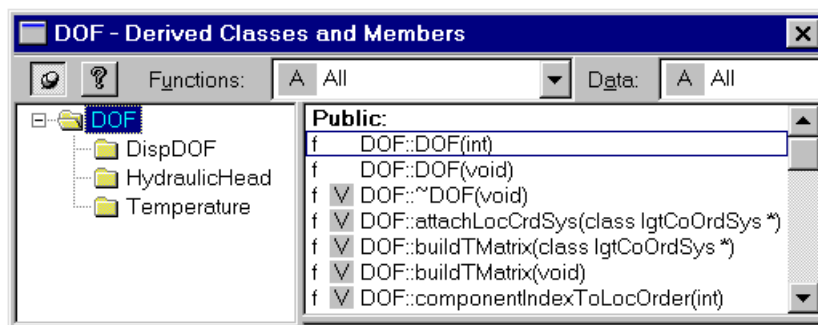 DOF - Derived Classes and Members
Functions: A All Data: A All
DOF
DispDOF
HydraulicHead
Temperature
Public:
f DOF::DOF(int)
f DOF::DOF(void)
f V DOF::~DOF(void)
f V DOF::attachLocCrdSys(class IgtCoOrdSys *)
f V DOF::buildTMatrix(class IgtCoOrdSys *)
f V DOF::buildTMatrix(void)
f V DOF::componentIndexToLocOrder(int)